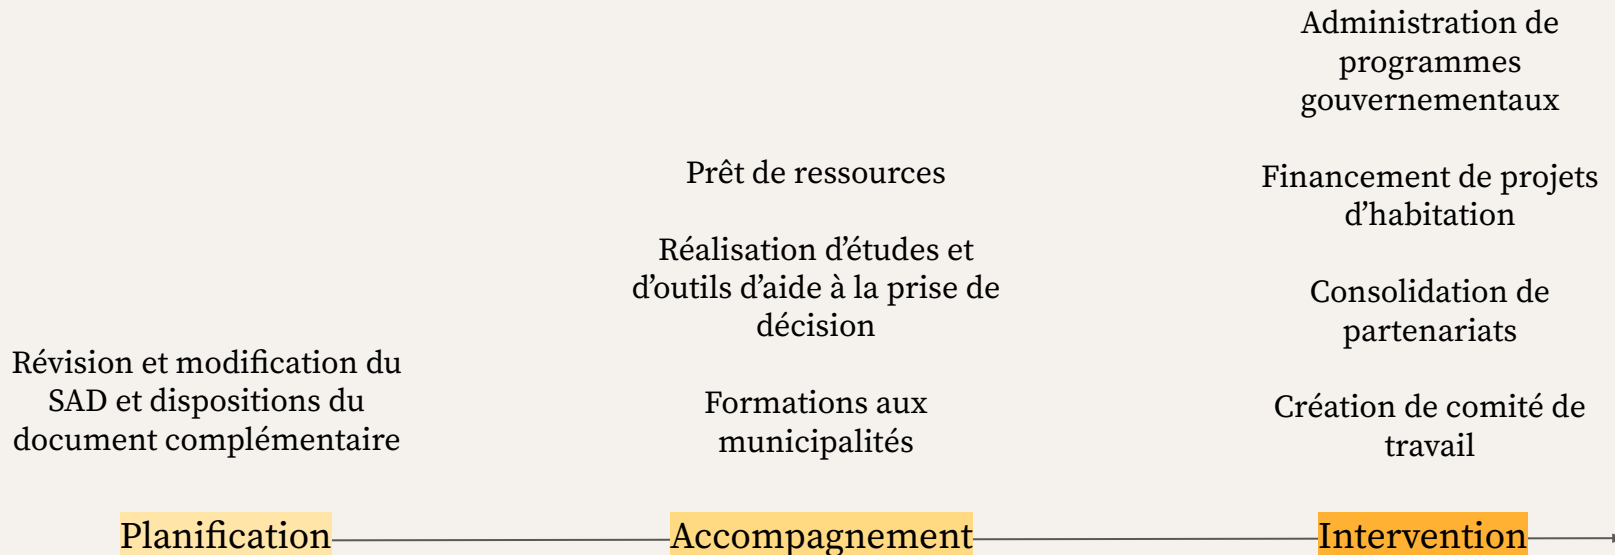 Révision et modification du
SAD et dispositions du
document complémentaire
Planification
Prêt de ressources
Réalisation d’études et
d’outils d’aide à la prise de
décision
Formations aux
municipalités
Accompagnement
Administration de
programmes
gouvernementaux
Financement de projets
d’habitation
Consolidation de
partenariats
Création de comité de
travail
Intervention